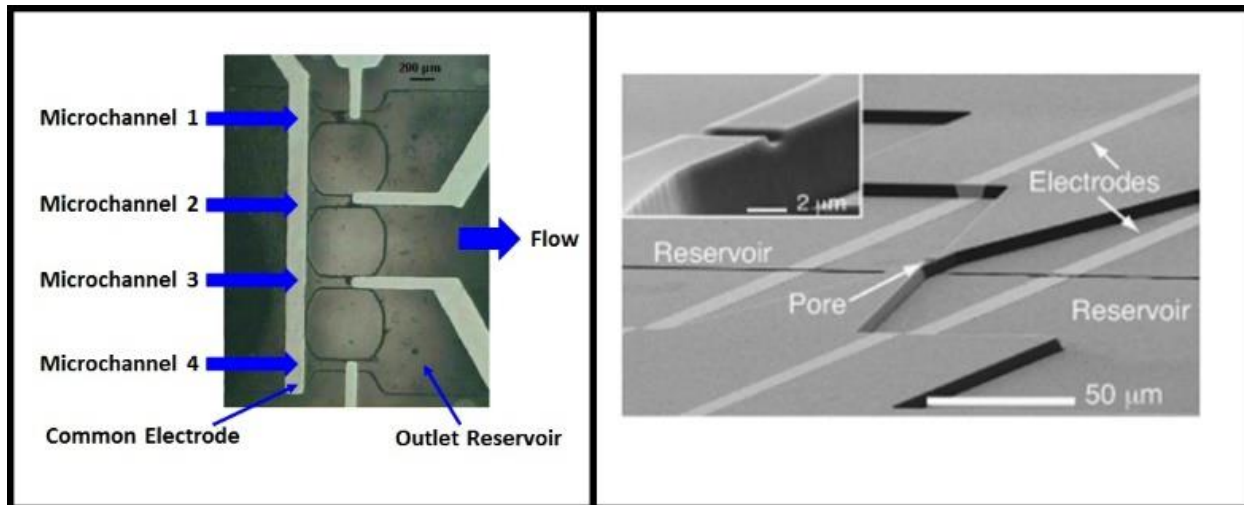 200 μm
Microchannel 1
Microchannel 2
Flow
Microchannel 3
Microchannel 4
Common Electrode
Outlet Reservoir
2 μm
Electrodes
Reservoir
Pore
Reservoir
50 μm